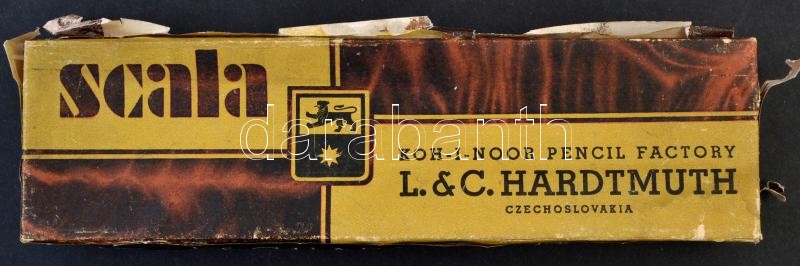 scala
darabanth
KOH-I-NOOR PENCIL FACTORY
L. & C. HARDTMUTH
CZECHOSLOVAKIA